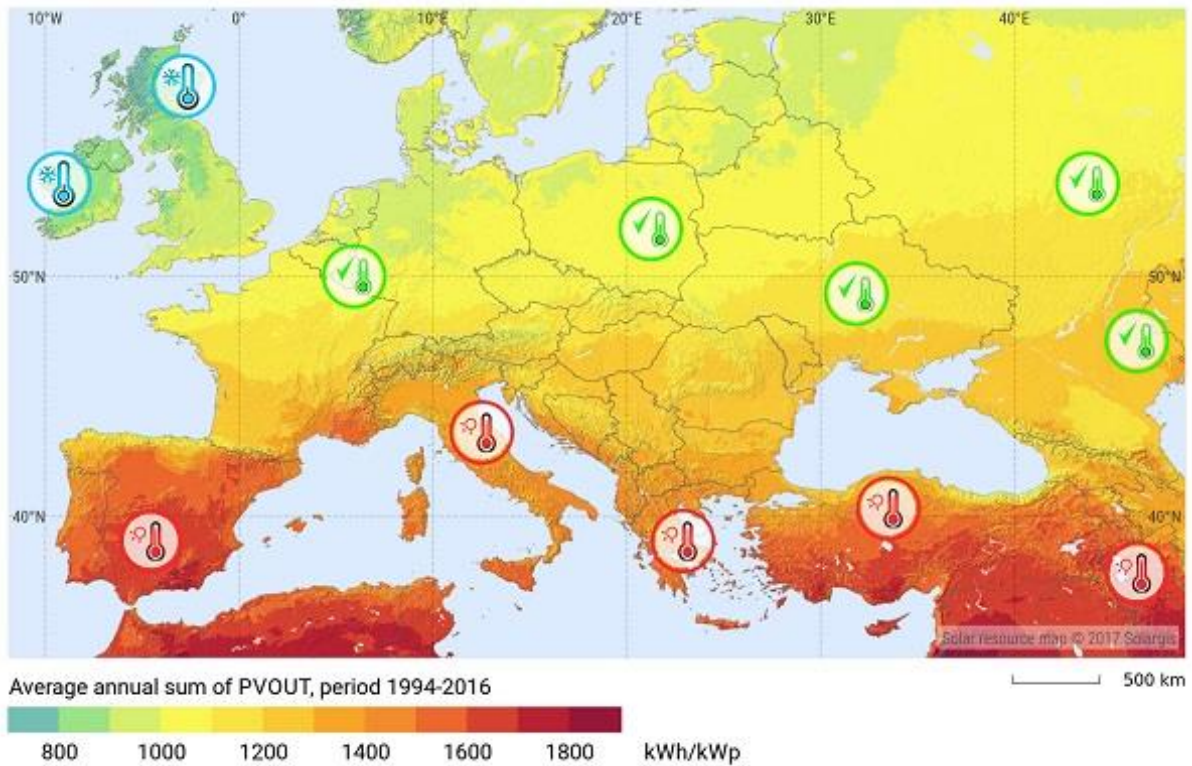 10°W 0° 10°E 20°E 30°E 40°E
50°N 50°N
40°N 40°N
Solar resource map © 2017 Solargis
Average annual sum of PVOUT, period 1994-2016
500 km
800 1000 1200 1400 1600 1800 kWh/kWp